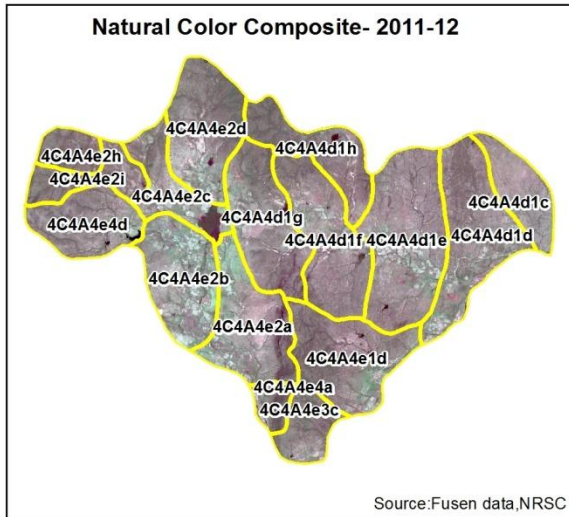 Natural Color Composite- 2011-12
4C4A4e2d
4C4A4e2h
4C4A4d1h
4C4A4e2i
4C4A4e2c
4C4A4d1c
4C4A4e4d
4C4A4d1g
4C4A4d1f
4C4A4d1e
4C4A4d1d
4C4A4e2b
4C4A4e2a
4C4A4e1d
4C4A4e4a
4C4A4e3c
Source:Fusen data,NRSC